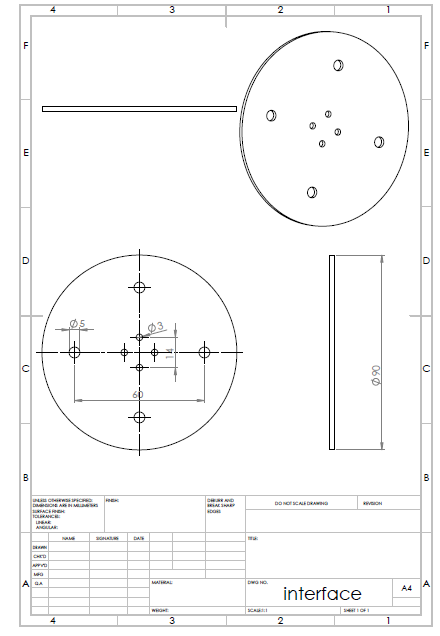 4 3 2 1
F F
E E
D D
Ø5
Ø3
14
60
Ø90
C C
B B
UNLESS OTHERWISE SPECIFIED:
DIMENSIONS ARE IN MILLIMETERS
SURFACE FINISH:
TOLERANCES:
LINEAR:
ANGULAR:
FINISH:
DEBURR AND
BREAK SHARP
EDGES
DO NOT SCALE DRAWING
REVISION
NAME SIGNATURE DATE
TITLE:
DRAWN
CHK'D
APPV'D
MFG
Q.A
MATERIAL:
DWG NO.
interface
A4
A A
WEIGHT:
SCALE:1:1
SHEET 1 OF 1
4 3 2 1